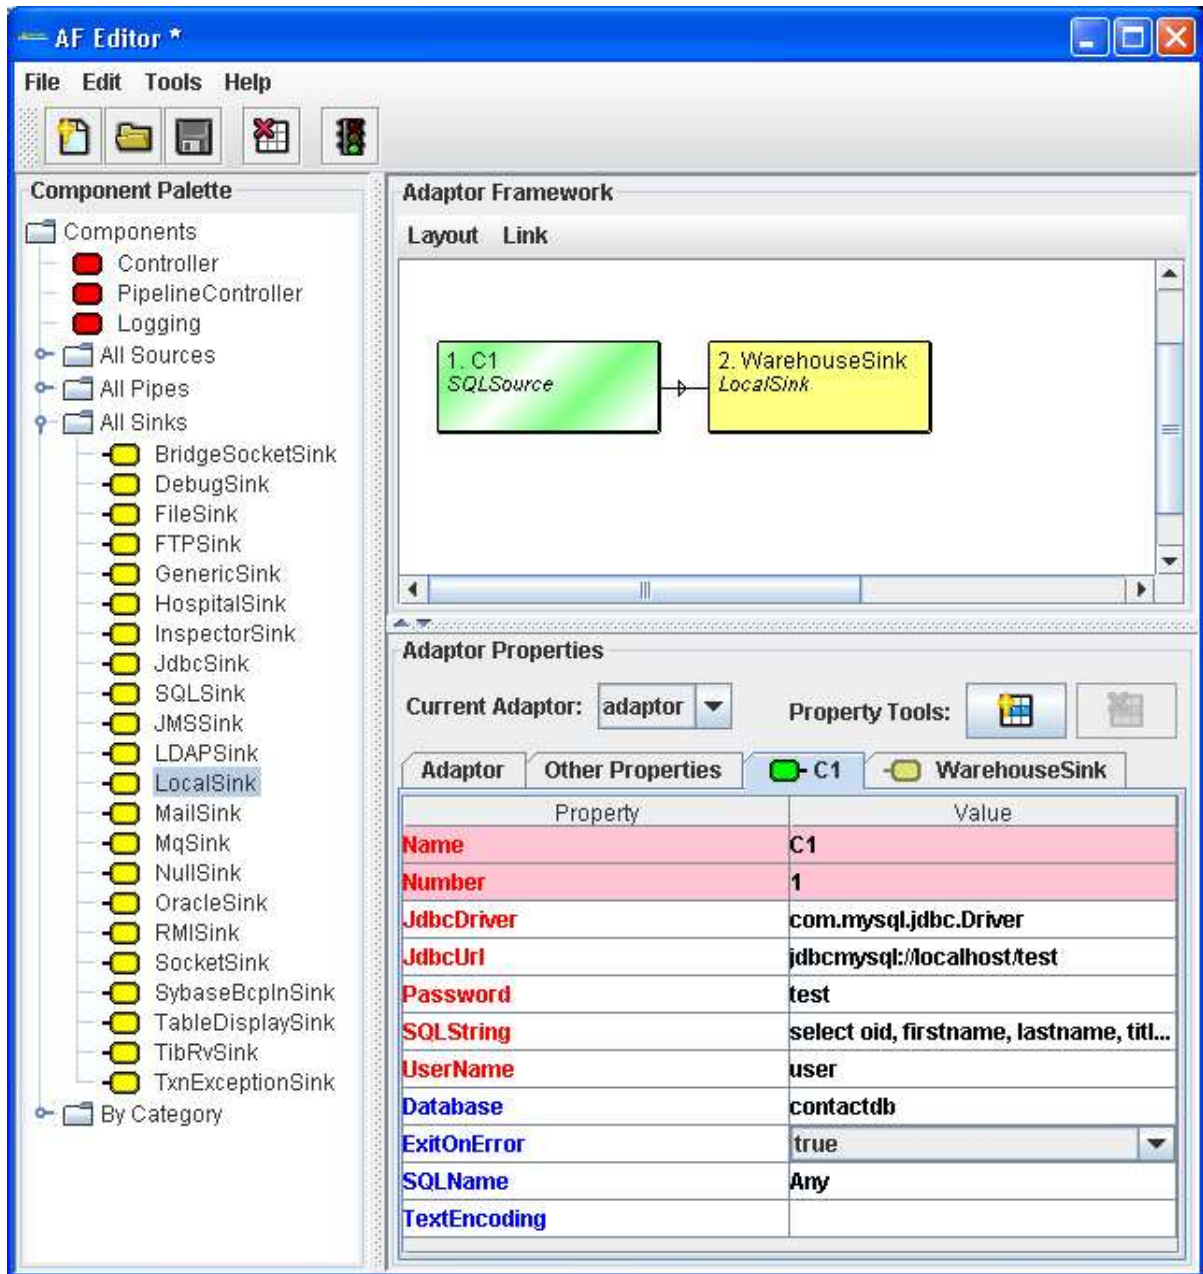 AF Editor *
File Edit Tools Help
Component Palette
Components
Controller
PipelineController
Logging
All Sources
All Pipes
All Sinks
BridgeSocketSink
DebugSink
FileSink
FTPSink
GenericSink
HospitalSink
InspectorSink
JdbcSink
SQLSink
JMSSink
LDAPSink
LocalSink
MailSink
MqSink
NullSink
OracleSink
RMISink
SocketSink
SybaseBcpInSink
TableDisplaySink
TibRvSink
TxnExceptionSink
By Category
Adaptor Framework
Layout Link
1. C1
SQLSource
2. WarehouseSink
LocalSink
Adaptor Properties
Current Adaptor: adaptor Property Tools:
Adaptor Other Properties C1 WarehouseSink
Property Value
Name C1
Number 1
JdbcDriver com.mysql.jdbc.Driver
JdbcUrl jdbcmysql://localhost/test
Password test
SQLString select oid, firstname, lastname, titl...
UserName user
Database contactdb
ExitOnError true
SQLName Any
TextEncoding